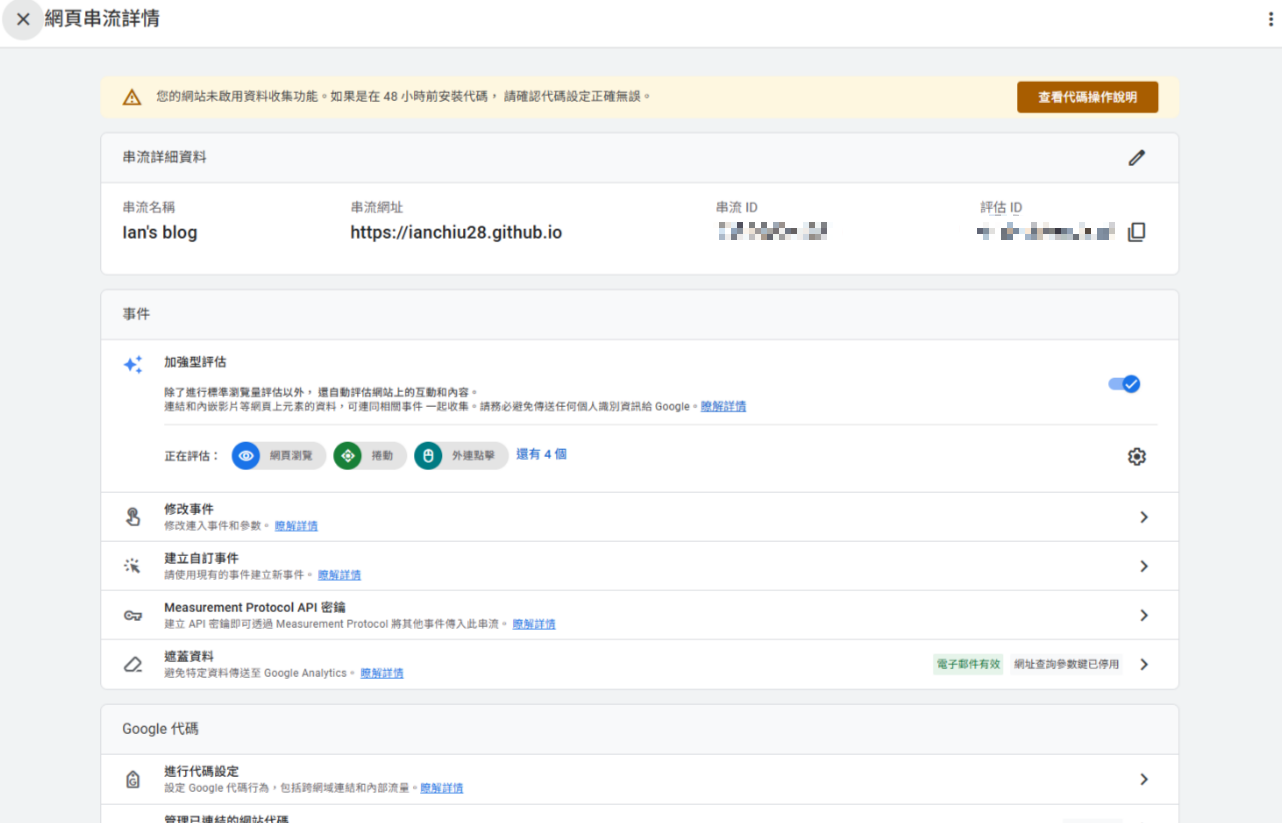 網頁串流詳情
您的網站未啟用資料收集功能。如果是在 48 小時前安裝代碼， 請確認代碼設定正確無誤。
查看代碼操作說明
串流詳細資料
串流名稱
串流網址
串流 ID
評估 ID
Ian's blog
https://ianchiu28.github.io
事件
加強型評估
除了進行標準瀏覽量評估以外， 還自動評估網站上的互動和內容。
連結和內嵌影片等網頁上元素的資料，可連同相關事件 一起收集。請務必避免傳送任何個人識別資訊給 Google。瞭解詳情
正在評估：
網頁瀏覽
捲動
外連點擊
還有 4 個
修改事件
修改連入事件和參數。 瞭解詳情
建立自訂事件
請使用現有的事件建立新事件。 瞭解詳情
Measurement Protocol API 密鑰
建立 API 密鑰即可透過 Measurement Protocol 將其他事件傳入此串流。 瞭解詳情
遮蓋資料
避免特定資料傳送至 Google Analytics。 瞭解詳情
電子郵件有效
網址查詢參數鍵已停用
Google 代碼
進行代碼設定
設定 Google 代碼行為，包括跨網域連結和內部流量。瞭解詳情
管理已連結的網站代碼